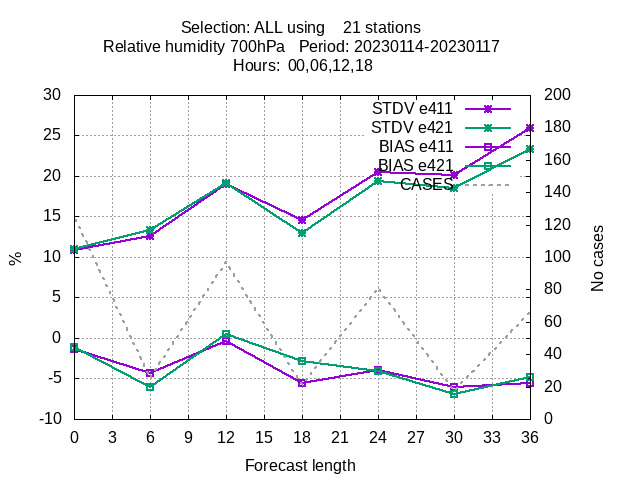 Selection: ALL using    21 stations
Relative humidity 700hPa   Period: 20230114-20230117
Hours:  00,06,12,18
STDV e411
STDV e421
BIAS e411
BIAS e421
CASES
30
25
20
15
10
5
0
-5
-10
%
200
180
160
140
120
100
80
60
40
20
0
No cases
0 3 6 9 12 15 18 21 24 27 30 33 36
Forecast length